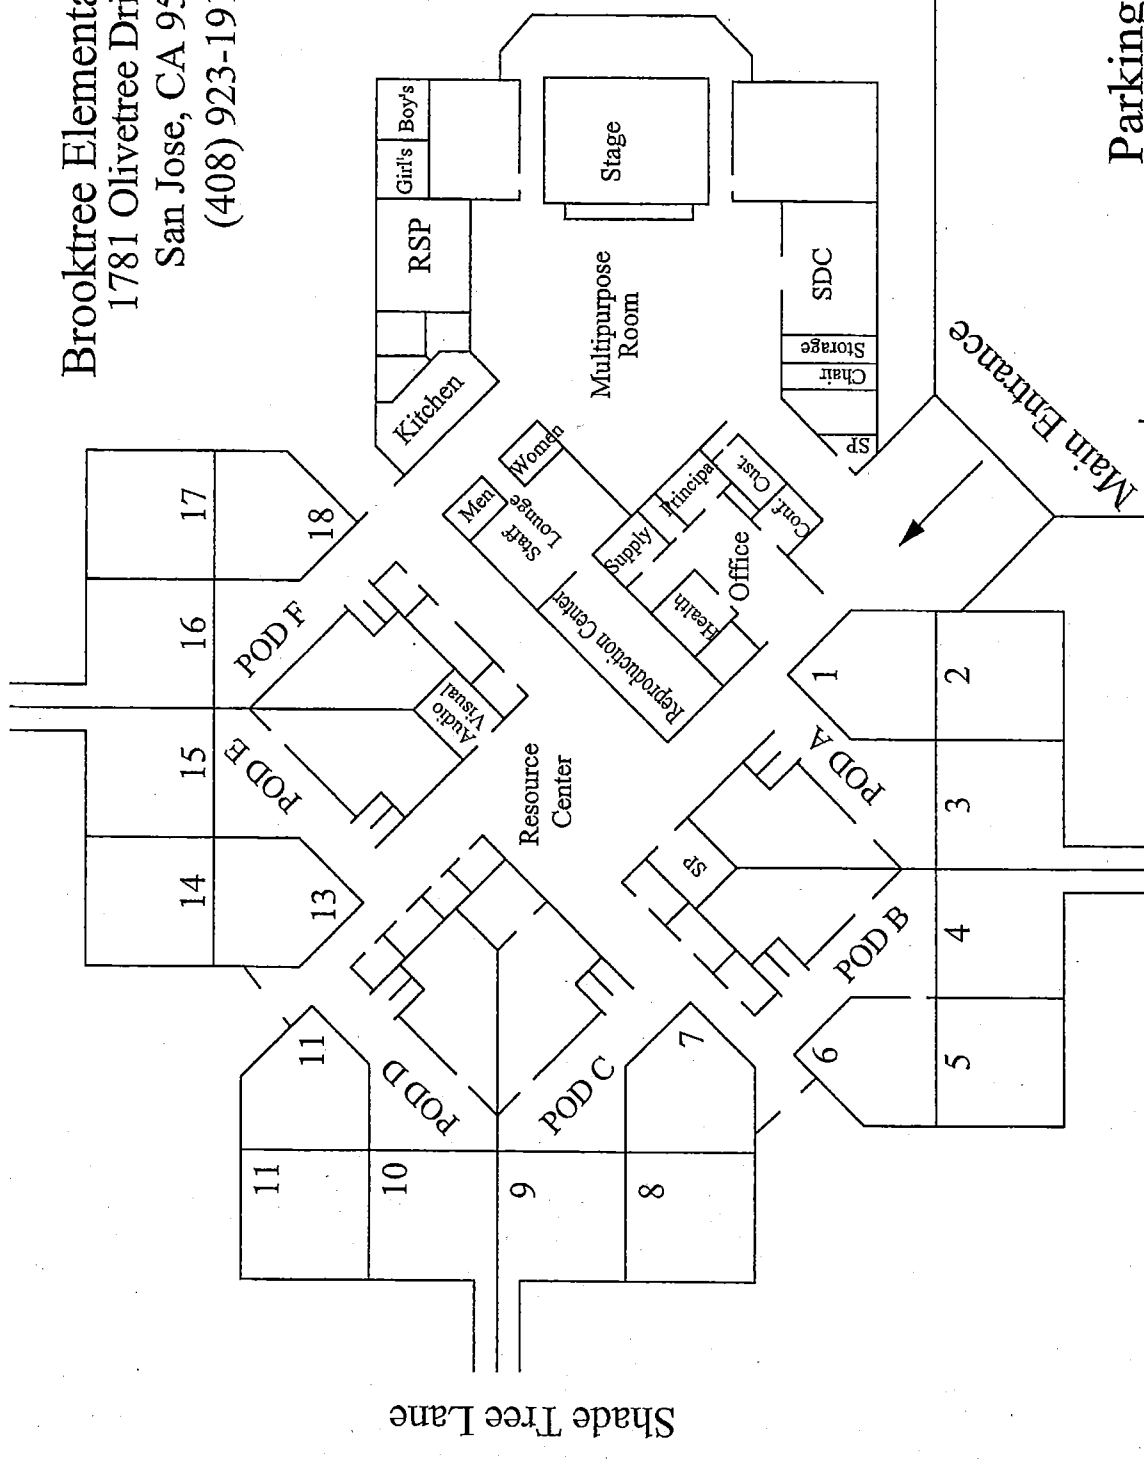 Brooktree Elementa
1781 Olivetree Dri
San Jose, CA 95
(408) 923-191
Parking
Main Entrance
Shade Tree Lane
Boy's
Girl's
Stage
RSP
Multipurpose
Room
SDC
Storage
Chair
SP
Kitchen
Women
Men
Staff
Lounge
Supply
Principal
Cust.
Conf.
Office
Health
Reproduction Center
Resource
Center
Audio
Visual
SP
POD F
POD E
POD D
POD C
POD B
POD A
17
18
16
15
14
13
11
11
10
9
8
7
6
5
4
3
2
1